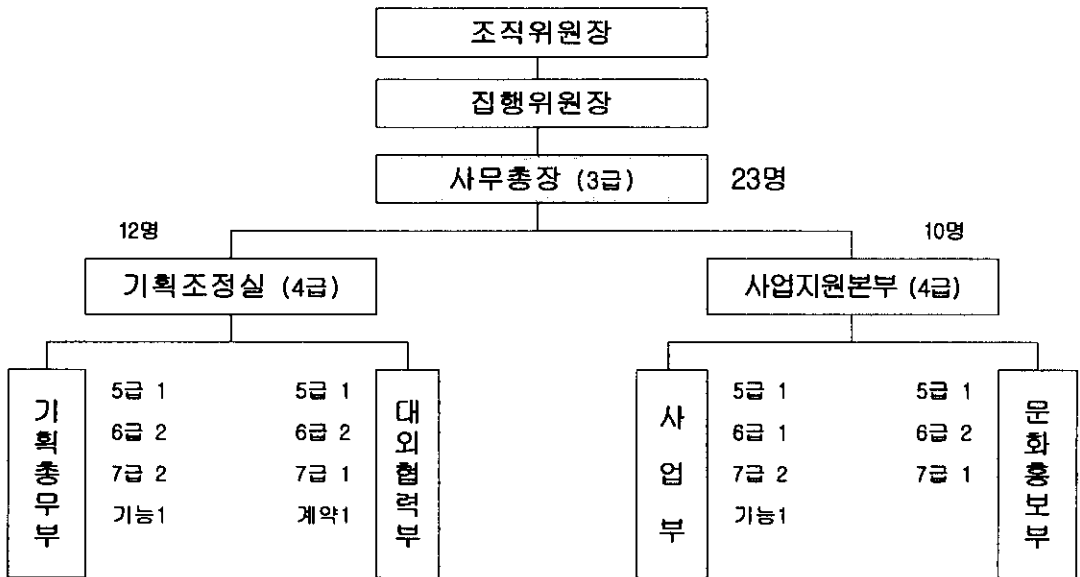 조직위원장
집행위원장
사무총장 (3급)
23명
12명
10명
기획조정실 (4급)
사업지원본부 (4급)
기획총무부
5급 1
6급 2
7급 2
기능1
5급 1
6급 2
7급 1
계약1
대외협력부
사업부
5급 1
6급 1
7급 2
기능1
5급 1
6급 2
7급 1
문화홍보부